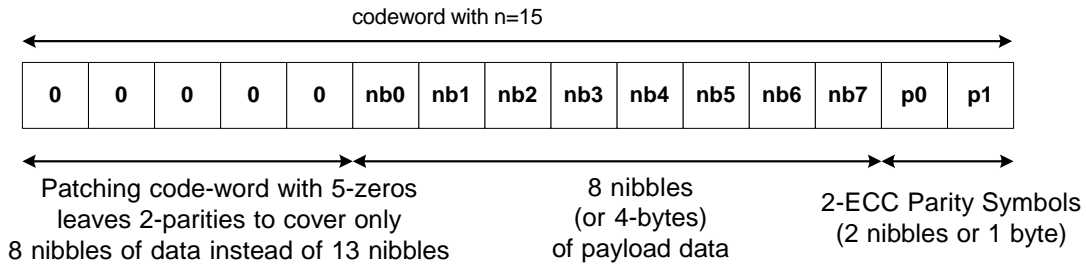 codeword with n=15
0 0 0 0 0 nb0 nb1 nb2 nb3 nb4 nb5 nb6 nb7 p0 p1
Patching code-word with 5-zeros
leaves 2-parities to cover only
8 nibbles of data instead of 13 nibbles
8 nibbles
(or 4-bytes)
of payload data
2-ECC Parity Symbols
(2 nibbles or 1 byte)